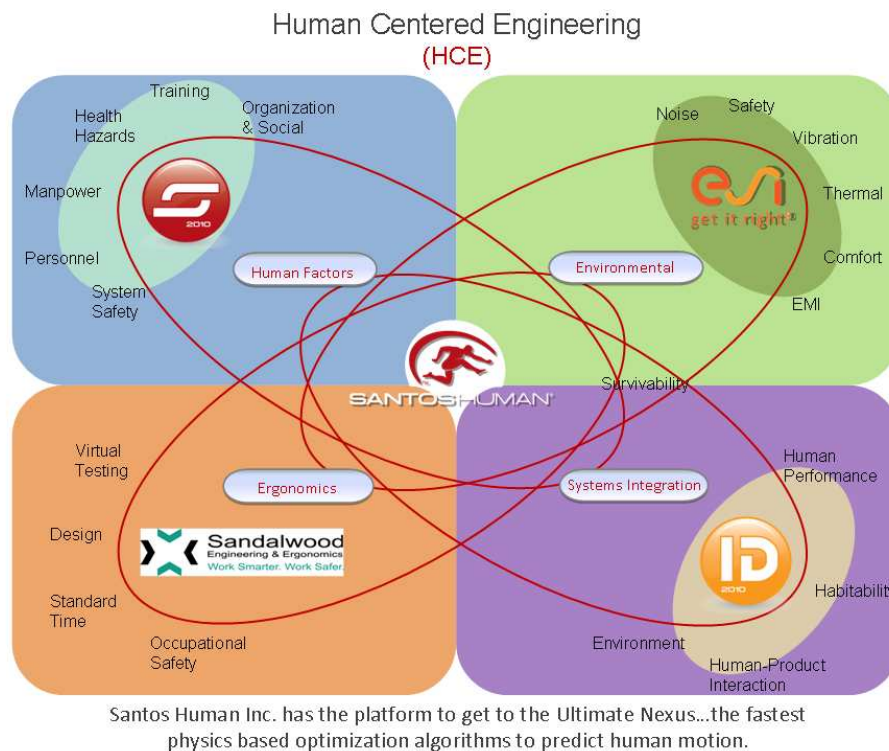 Human Centered Engineering
(HCE)
Training
Organization
& Social
Health
Hazards
Manpower
Personnel
System
Safety
S
2010
Human Factors
Noise
Safety
Vibration
Thermal
Comfort
EMI
esi
get it right®
Environmental
SANTOSHUMAN®
Survivability
Virtual
Testing
Design
Standard
Time
Occupational
Safety
Ergonomics
Sandalwood
Engineering & Ergonomics
Work Smarter. Work Safer.
Systems Integration
Human
Performance
ID
2010
Habitability
Environment
Human-Product
Interaction
Santos Human Inc. has the platform to get to the Ultimate Nexus...the fastest
physics based optimization algorithms to predict human motion.